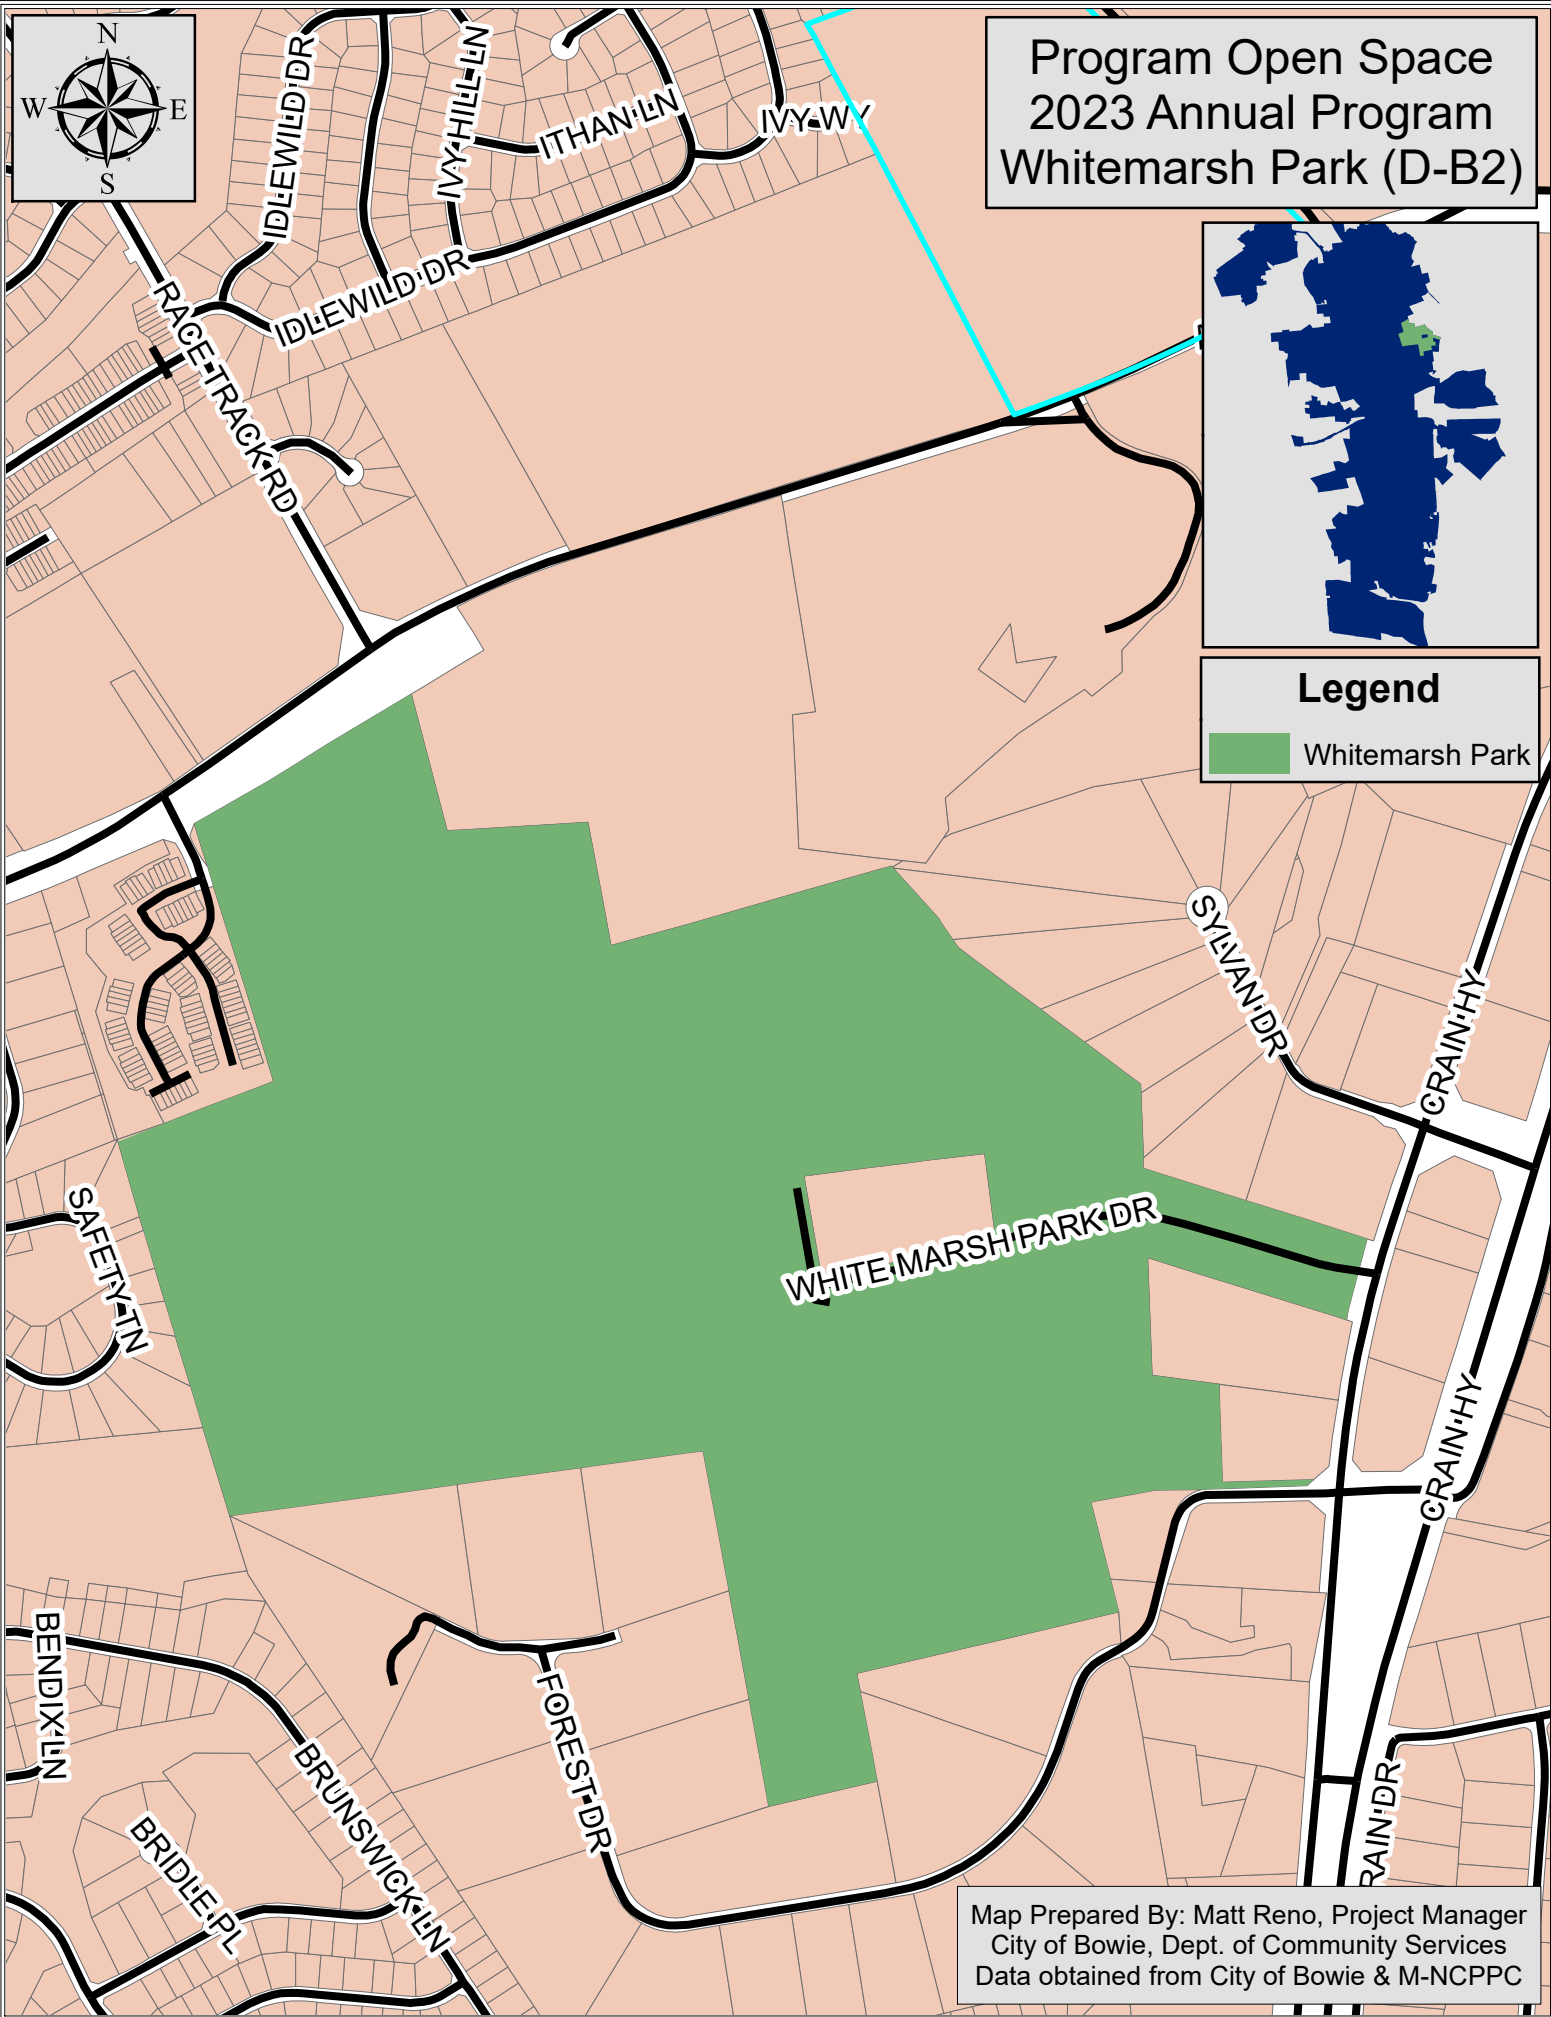 N
W
E
S
Program Open Space
2023 Annual Program
Whitemarsh Park (D-B2)
IDLEWILD DR
IVY HILL LN
ITHAN LN
IVY WY
IDLEWILD DR
RACE TRACK RD
Legend
Whitemarsh Park
SYLVAN DR
CRAIN HY
WHITE MARSH PARK DR
SAFETY TN
CRAIN HY
BENDIX LN
FOREST DR
BRUNSWICK LN
BRIDLE PL
RAIN DR
Map Prepared By: Matt Reno, Project Manager
City of Bowie, Dept. of Community Services
Data obtained from City of Bowie & M-NCPPC